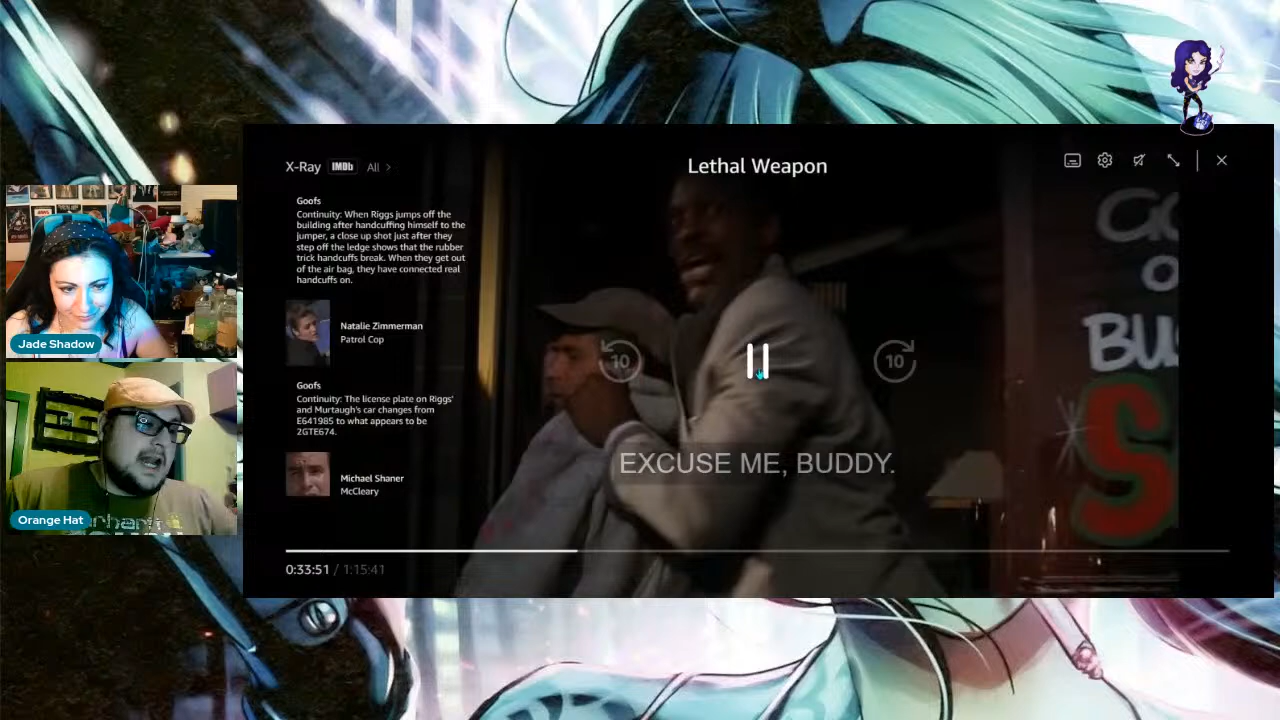 X-Ray IMDb All >
Lethal Weapon
Goofs
Continuity: When Riggs jumps off the
building after handcuffing himself to the
jumper, a close up shot just after they
step off the ledge shows that the rubber
trick handcuffs break. When they get out
of the air bag, they have connected real
handcuffs on.
Natalie Zimmerman
Patrol Cop
Goofs
Continuity: The license plate on Riggs'
and Murtaugh's car changes from
E641985 to what appears to be
2GTE674.
Michael Shaner
McCleary
10
10
EXCUSE ME, BUDDY.
0:33:51 / 1:15:41
Jade Shadow
Orange Hat